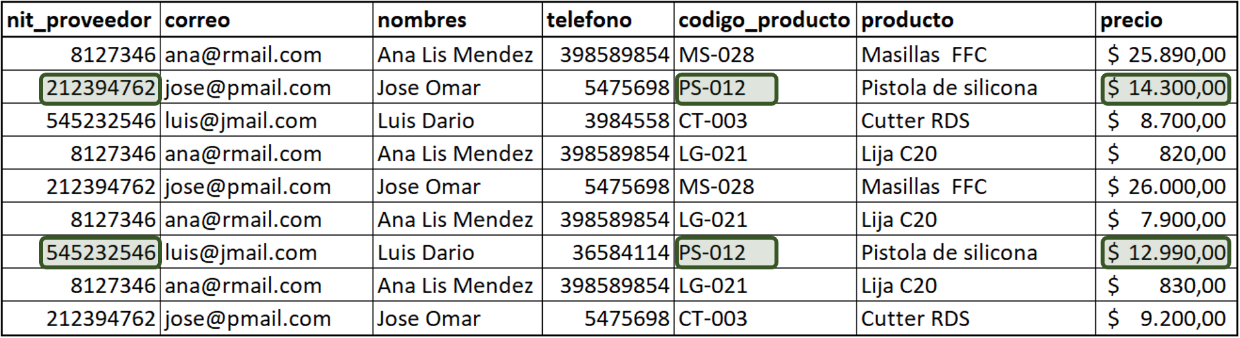 nit_proveedor correo nombres telefono codigo_producto producto precio
8127346 ana@rmail.com Ana Lis Mendez 398589854 MS-028 Masillas FFC $ 25.890,00
212394762 jose@pmail.com Jose Omar 5475698 PS-012 Pistola de silicona $ 14.300,00
545232546 luis@jmail.com Luis Dario 3984558 CT-003 Cutter RDS $ 8.700,00
8127346 ana@rmail.com Ana Lis Mendez 398589854 LG-021 Lija C20 $ 820,00
212394762 jose@pmail.com Jose Omar 5475698 MS-028 Masillas FFC $ 26.000,00
8127346 ana@rmail.com Ana Lis Mendez 398589854 LG-021 Lija C20 $ 7.900,00
545232546 luis@jmail.com Luis Dario 36584114 PS-012 Pistola de silicona $ 12.990,00
8127346 ana@rmail.com Ana Lis Mendez 398589854 LG-021 Lija C20 $ 830,00
212394762 jose@pmail.com Jose Omar 5475698 CT-003 Cutter RDS $ 9.200,00